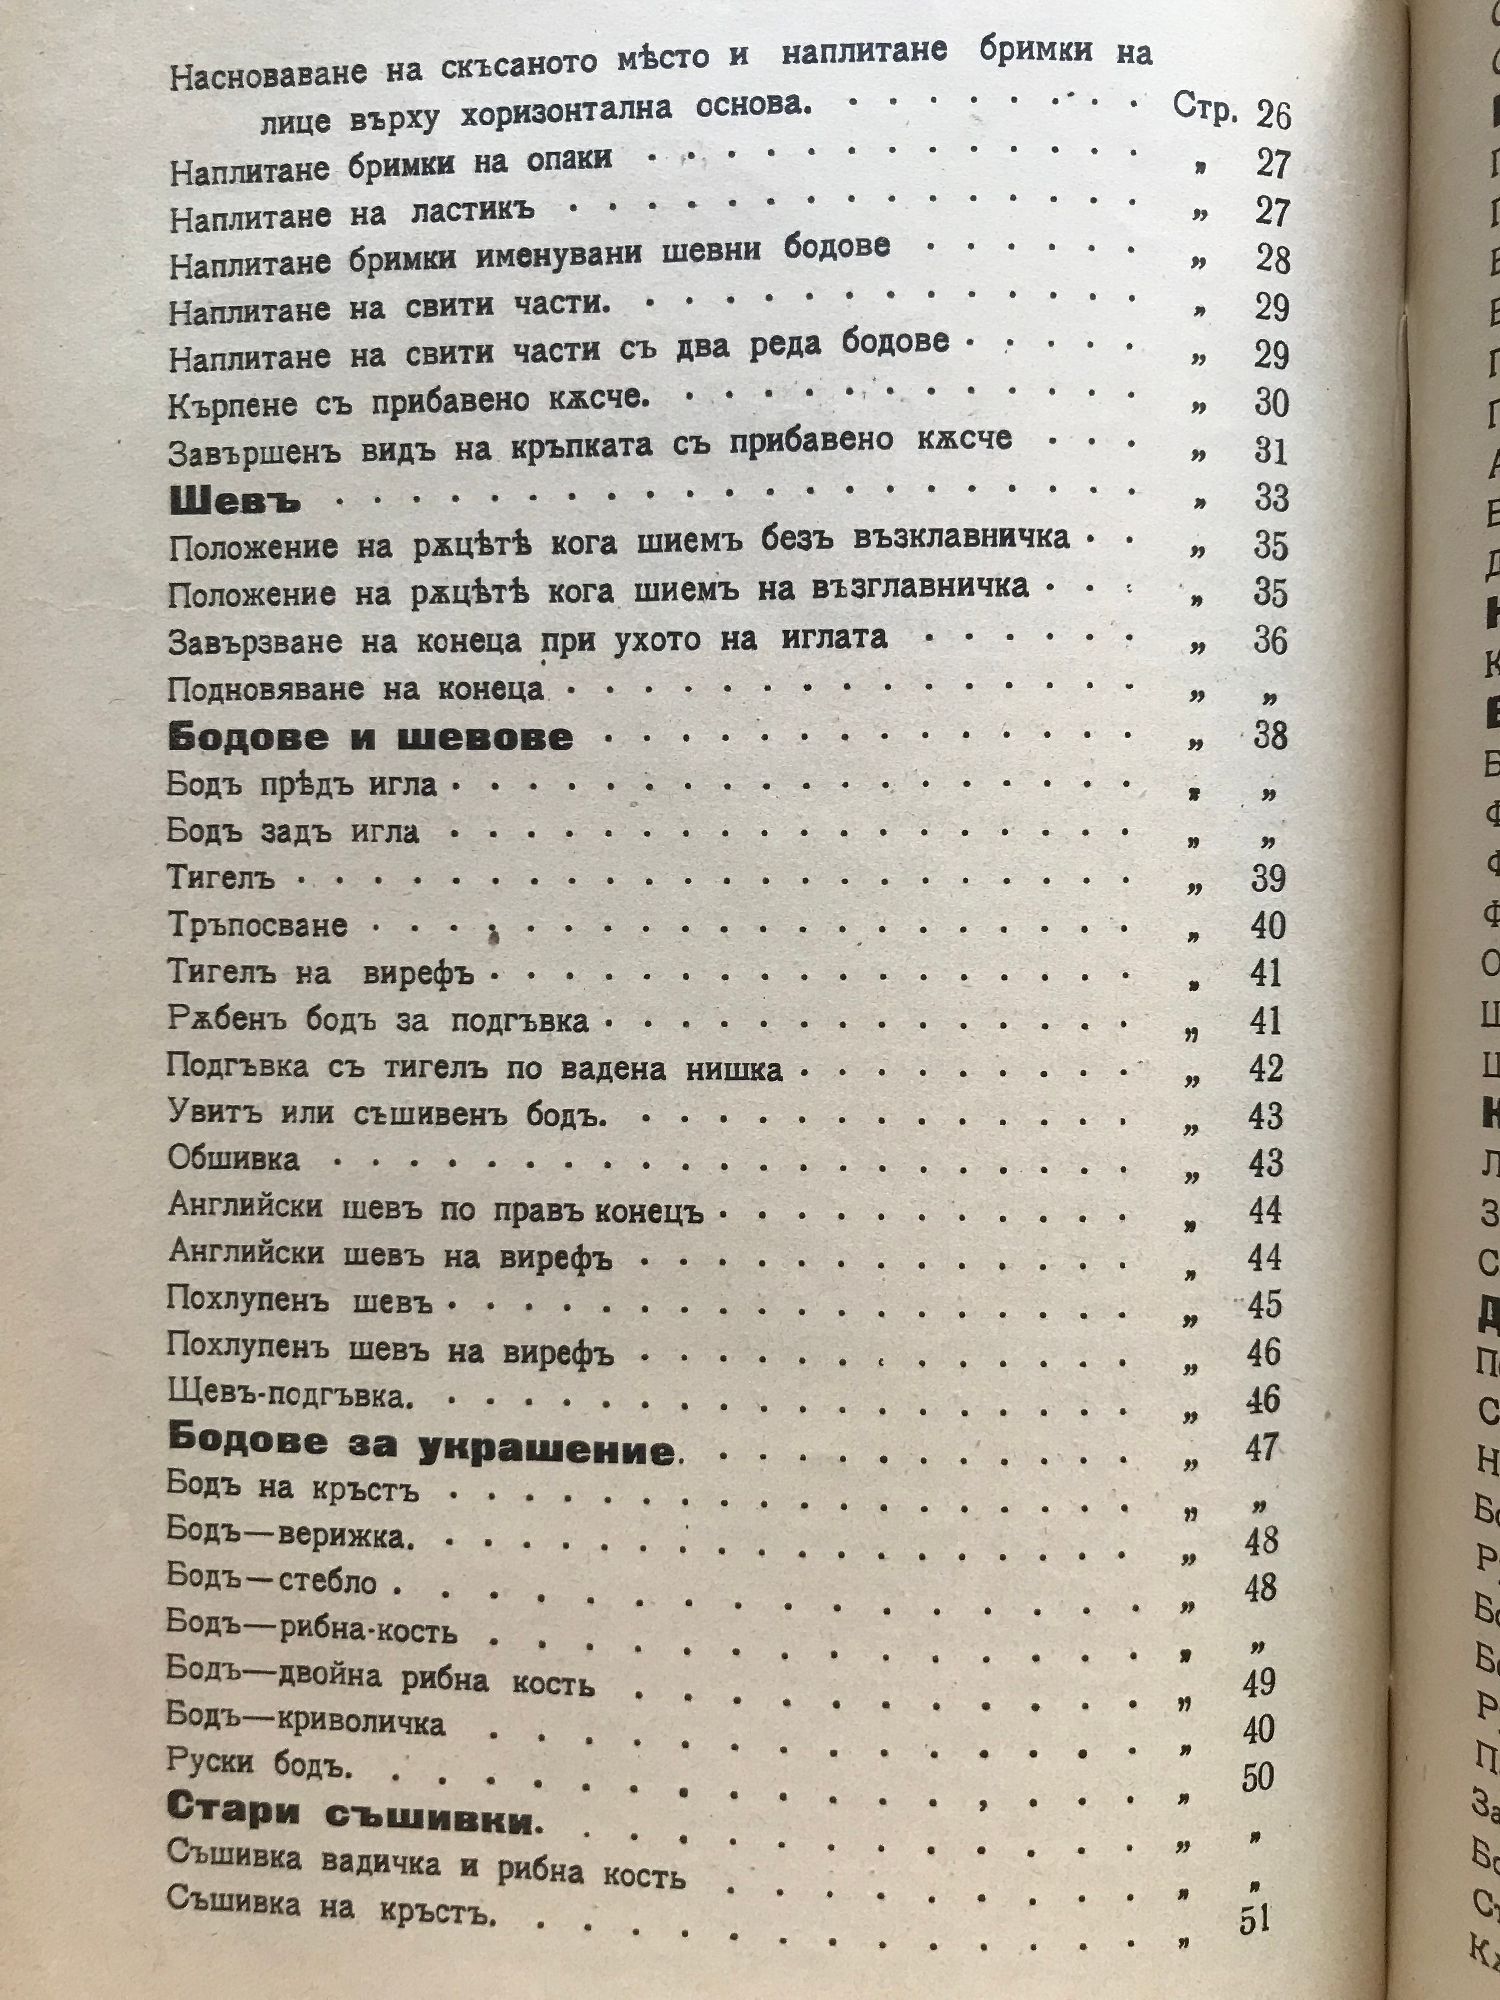 Насноваване на скъсаното мѣсто и наплитане бримки на
лице върху хоризонтална основа. . . . . . . . . Стр. 26
Наплитане бримки на опаки . . . . . . . . . . . . . „ 27
Наплитане на ластикъ . . . . . . . . . . . . . . . „ 27
Наплитане бримки именувани шевни бодове . . . . . . „ 28
Наплитане на свити части. . . . . . . . . . . . . . „ 29
Наплитане на свити части съ два реда бодове . . . . . „ 29
Кърпене съ прибавено кѫсче. . . . . . . . . . . . . „ 30
Завършенъ видъ на кръпката съ прибавено кѫсче . . . „ 31
Шевъ . . . . . . . . . . . . . . . . . . . . . „ 33
Положение на рѫцѣтѣ кога шиемъ безъ възклавничка . . „ 35
Положение на рѫцѣтѣ кога шиемъ на възглавничка . . . „ 35
Завързване на конеца при ухото на иглата . . . . . . „ 36
Подновяване на конеца . . . . . . . . . . . . . . . „ „
Бодове и шевове . . . . . . . . . . . . . . „ 38
Бодъ прѣдъ игла . . . . . . . . . . . . . . . . . . „ „
Бодъ задъ игла . . . . . . . . . . . . . . . . . . „ „
Тигелъ . . . . . . . . . . . . . . . . . . . . . . „ 39
Тръпосване . . . . . . . . . . . . . . . . . . . . „ 40
Тигелъ на вирефъ . . . . . . . . . . . . . . . . . „ 41
Рѫбенъ бодъ за подгъвка . . . . . . . . . . . . . . „ 41
Подгъвка съ тигелъ по вадена нишка . . . . . . . . . „ 42
Увитъ или съшивенъ бодъ. . . . . . . . . . . . . . „ 43
Обшивка . . . . . . . . . . . . . . . . . . . . . „ 43
Английски шевъ по правъ конецъ . . . . . . . . . . . „ 44
Английски шевъ на вирефъ . . . . . . . . . . . . . „ 44
Похлупенъ шевъ . . . . . . . . . . . . . . . . . . „ 45
Похлупенъ шевъ на вирефъ . . . . . . . . . . . . . „ 46
Щевъ-подгъвка. . . . . . . . . . . . . . . . . . . „ 46
Бодове за украшение. . . . . . . . . . . . „ 47
Бодъ на кръстъ . . . . . . . . . . . . . . . . . . „ „
Бодъ—верижка. . . . . . . . . . . . . . . . . . . „ 48
Бодъ—стебло . . . . . . . . . . . . . . . . . . . „ 48
Бодъ—рибна-кость . . . . . . . . . . . . . . . . . „ „
Бодъ—двойна рибна кость . . . . . . . . . . . . . „ 49
Бодъ—криволичка . . . . . . . . . . . . . . . . . „ 40
Руски бодъ. . . . . . . . . . . . . . . . . . . . „ 50
Стари съшивки. . . . . . . . . . . . . . . „ „
Съшивка вадичка и рибна кость . . . . . . . . . . . „ „
Съшивка на кръстъ. . . . . . . . . . . . . . . . . „ 51